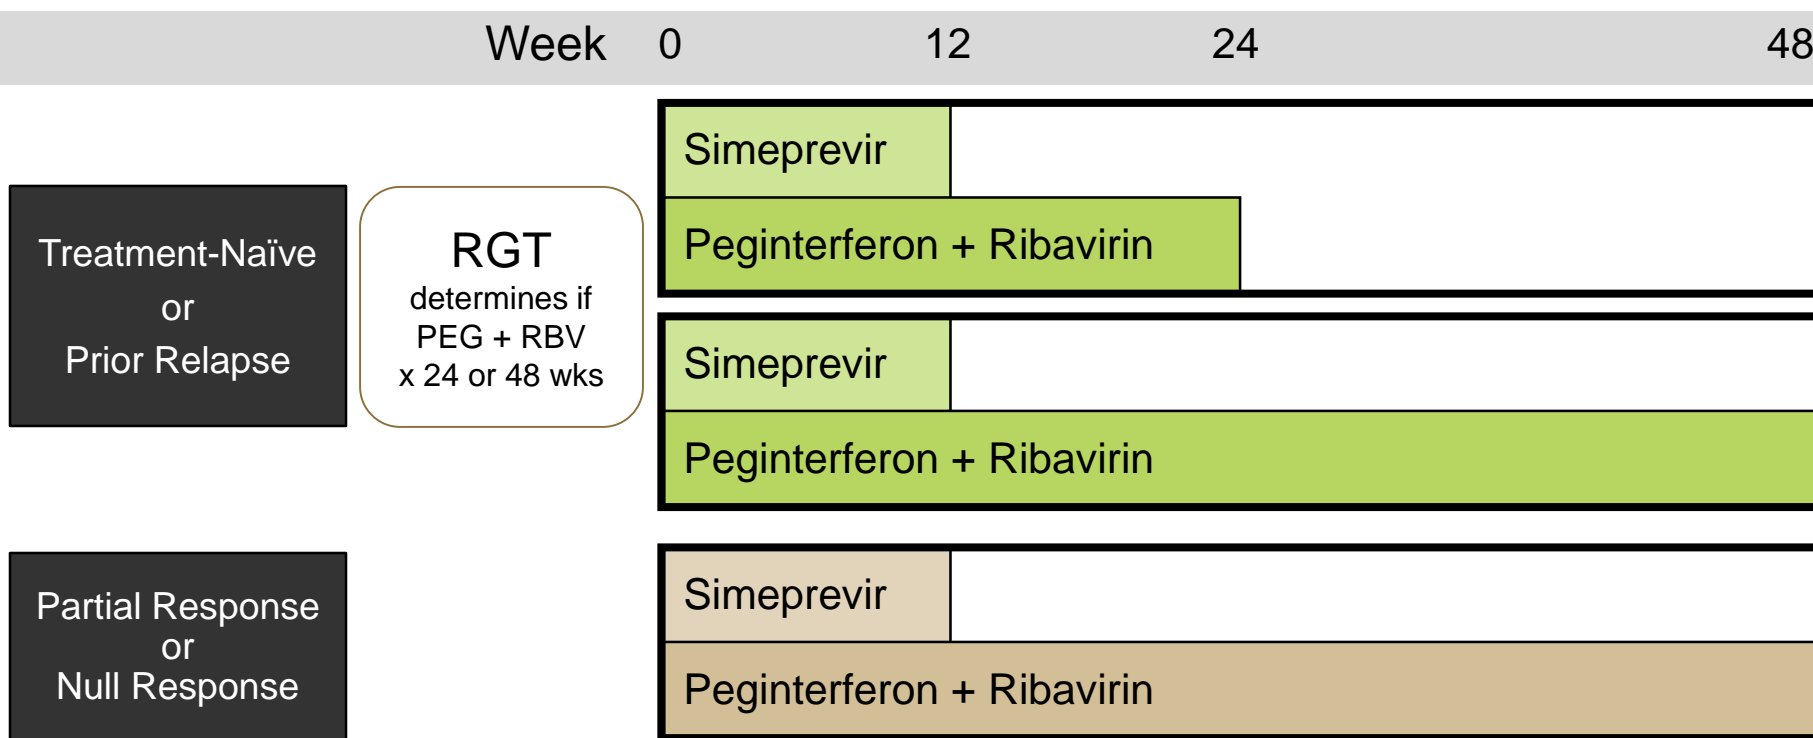 Week 0 12 24 48
Simeprevir
Peginterferon + Ribavirin
Treatment-Naïve
or
Prior Relapse
RGT
determines if
PEG + RBV
x 24 or 48 wks
Simeprevir
Peginterferon + Ribavirin
Partial Response
or
Null Response
Simeprevir
Peginterferon + Ribavirin